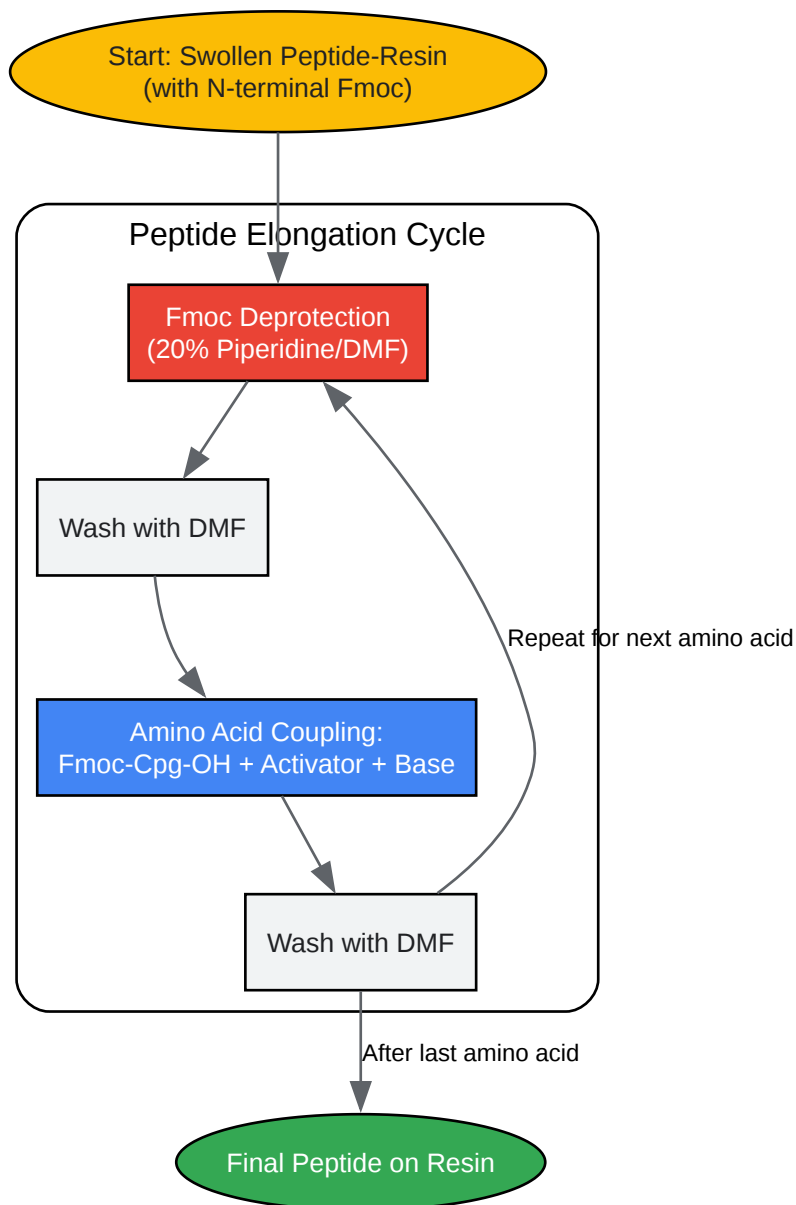 Start: Swollen Peptide-Resin
(with N-terminal Fmoc)
Peptide Elongation Cycle
Fmoc Deprotection
(20% Piperidine/DMF)
Wash with DMF
Repeat for next amino acid
Amino Acid Coupling:
Fmoc-Cpg-OH + Activator + Base
Wash with DMF
After last amino acid
Final Peptide on Resin